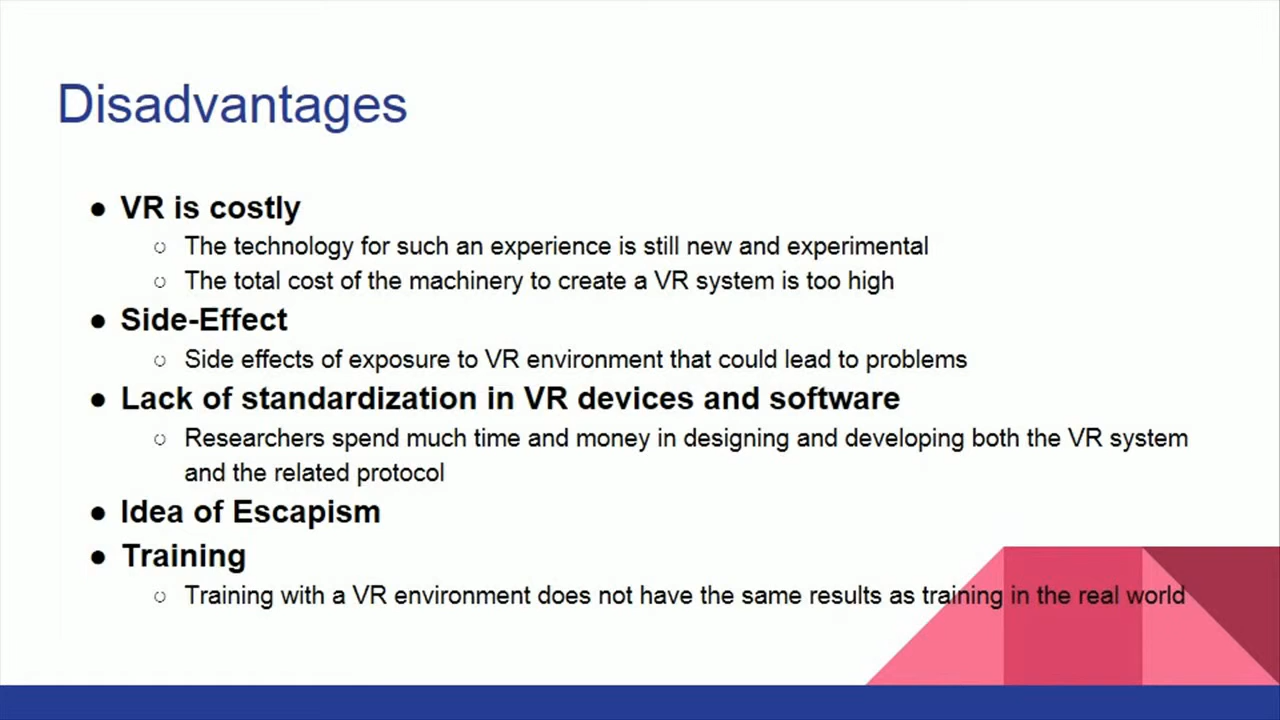 Disadvantages
● VR is costly
○ The technology for such an experience is still new and experimental
○ The total cost of the machinery to create a VR system is too high
● Side-Effect
○ Side effects of exposure to VR environment that could lead to problems
● Lack of standardization in VR devices and software
○ Researchers spend much time and money in designing and developing both the VR system
and the related protocol
● Idea of Escapism
● Training
○ Training with a VR environment does not have the same results as training in the real world